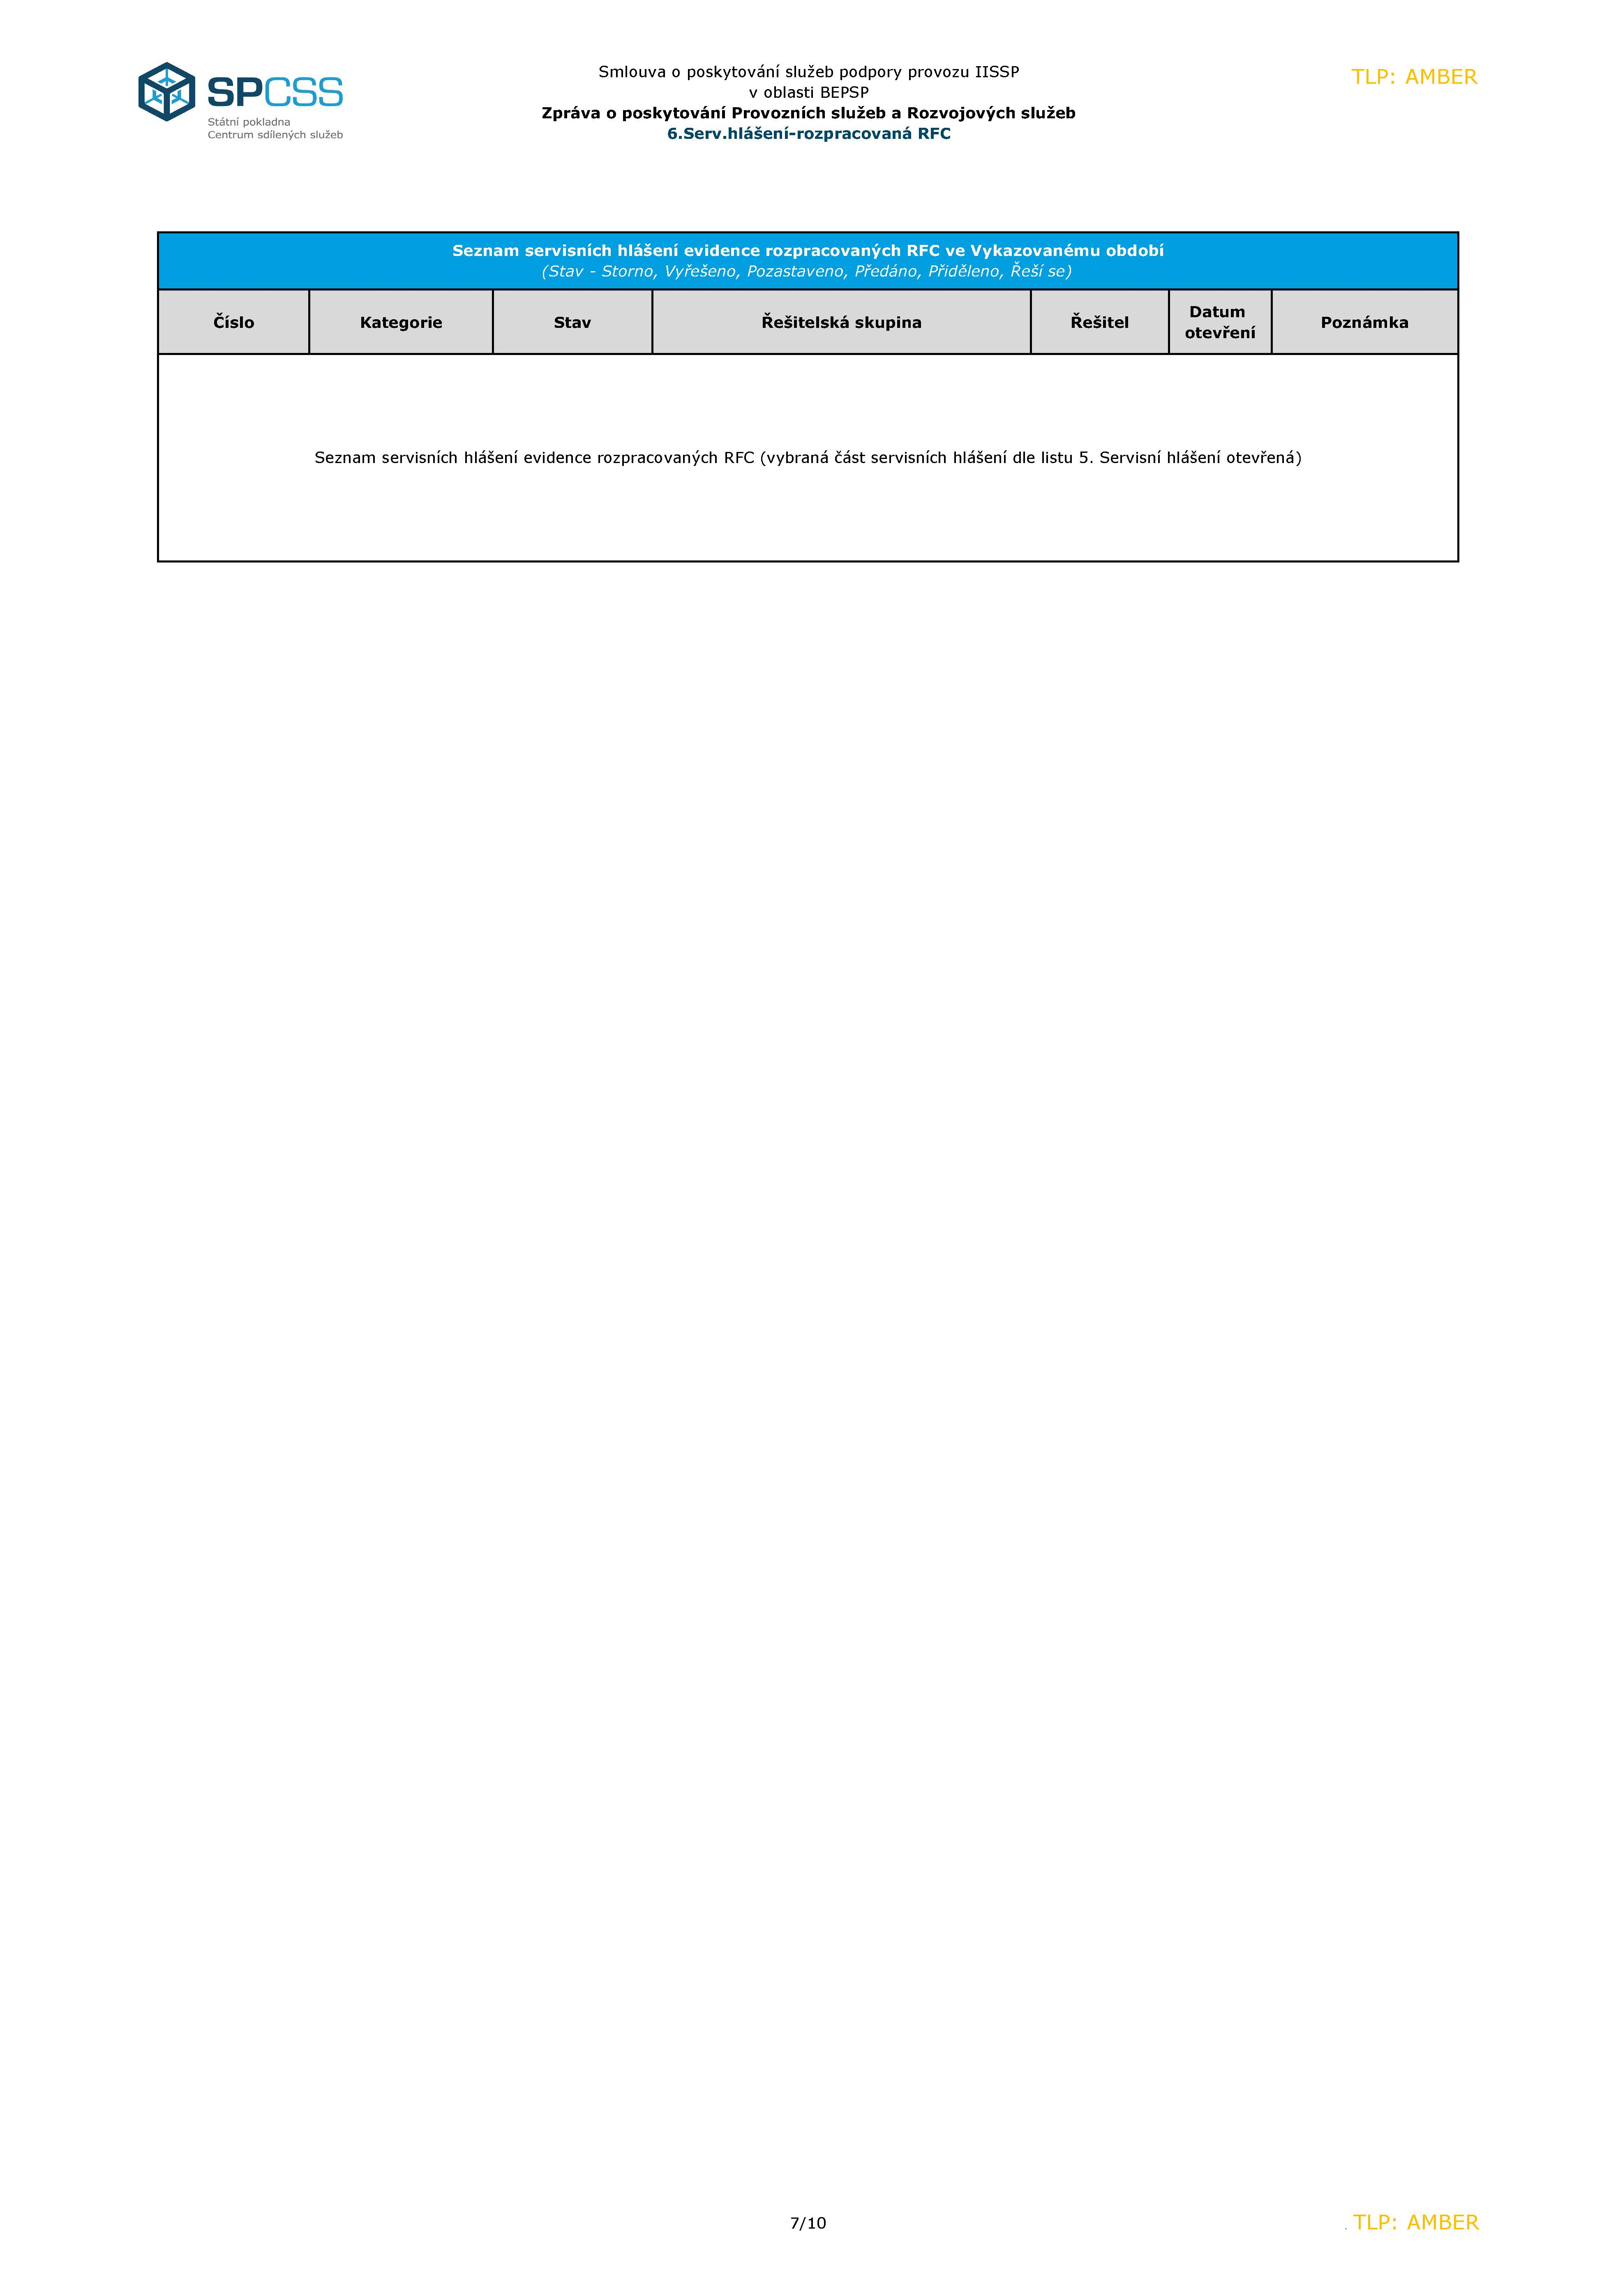 SPCSS
Státní pokladna
Centrum sdílených služeb
Smlouva o poskytování služeb podpory provozu IISSP
v oblasti BEPSP
Zpráva o poskytování Provozních služeb a Rozvojových služeb
6.Serv.hlášení-rozpracovaná RFC
TLP: AMBER
Seznam servisních hlášení evidence rozpracovaných RFC ve Vykazovanému období
(Stav - Storno, Vyřešeno, Pozastaveno, Předáno, Přiděleno, Řeší se)
Číslo
Kategorie
Stav
Řešitelská skupina
Řešitel
Datum
otevření
Poznámka
Seznam servisních hlášení evidence rozpracovaných RFC (vybraná část servisních hlášení dle listu 5. Servisní hlášení otevřená)
7/10
. TLP: AMBER